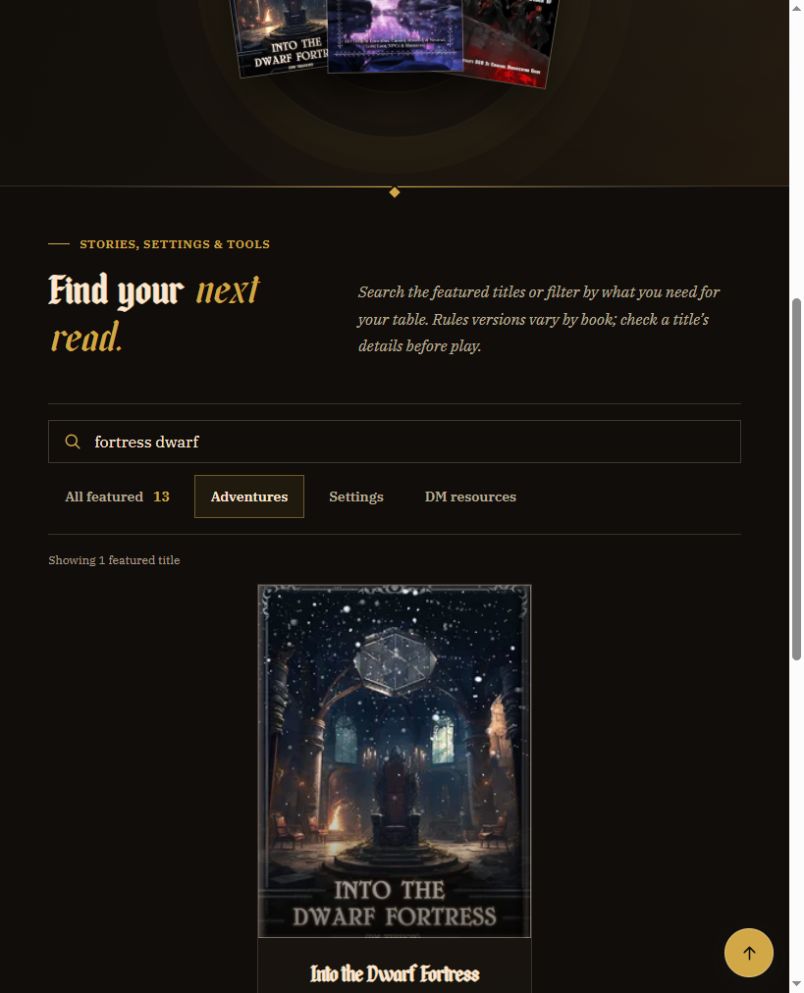 INTO THE
DWARF FORTR
STORIES, SETTINGS & TOOLS
Find your next
read.
Search the featured titles or filter by what you need for
your table. Rules versions vary by book; check a title's
details before play.
fortress dwarf
All featured 13 Adventures Settings DM resources
Showing 1 featured title
INTO THE
DWARF FORTRESS
Into the Dwarf Fortress